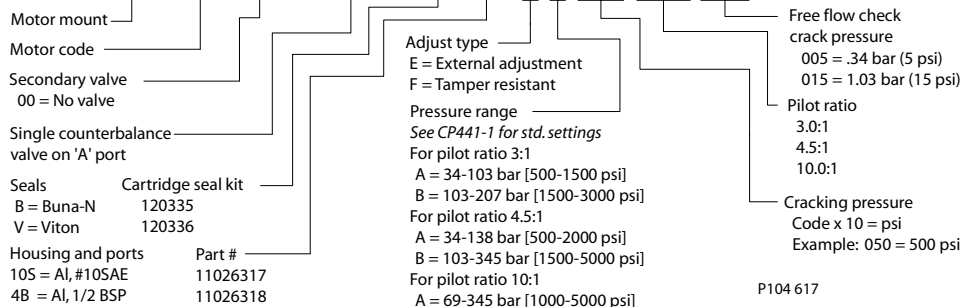 Motor mount
Motor code
Secondary valve
00 = No valve
Single counterbalance
valve on 'A' port
Seals Cartridge seal kit
B = Buna-N 120335
V = Viton 120336
Housing and ports Part #
10S = Al, #10SAE 11026317
4B = Al, 1/2 BSP 11026318
Adjust type
E = External adjustment
F = Tamper resistant
Pressure range
See CP441-1 for std. settings
For pilot ratio 3:1
A = 34-103 bar [500-1500 psi]
B = 103-207 bar [1500-3000 psi]
For pilot ratio 4.5:1
A = 34-138 bar [500-2000 psi]
B = 103-345 bar [1500-5000 psi]
For pilot ratio 10:1
A = 69-345 bar [1000-5000 psi]
Free flow check
crack pressure
005 = .34 bar (5 psi)
015 = 1.03 bar (15 psi)
Pilot ratio
3.0:1
4.5:1
10.0:1
Cracking pressure
Code x 10 = psi
Example: 050 = 500 psi
P104 617